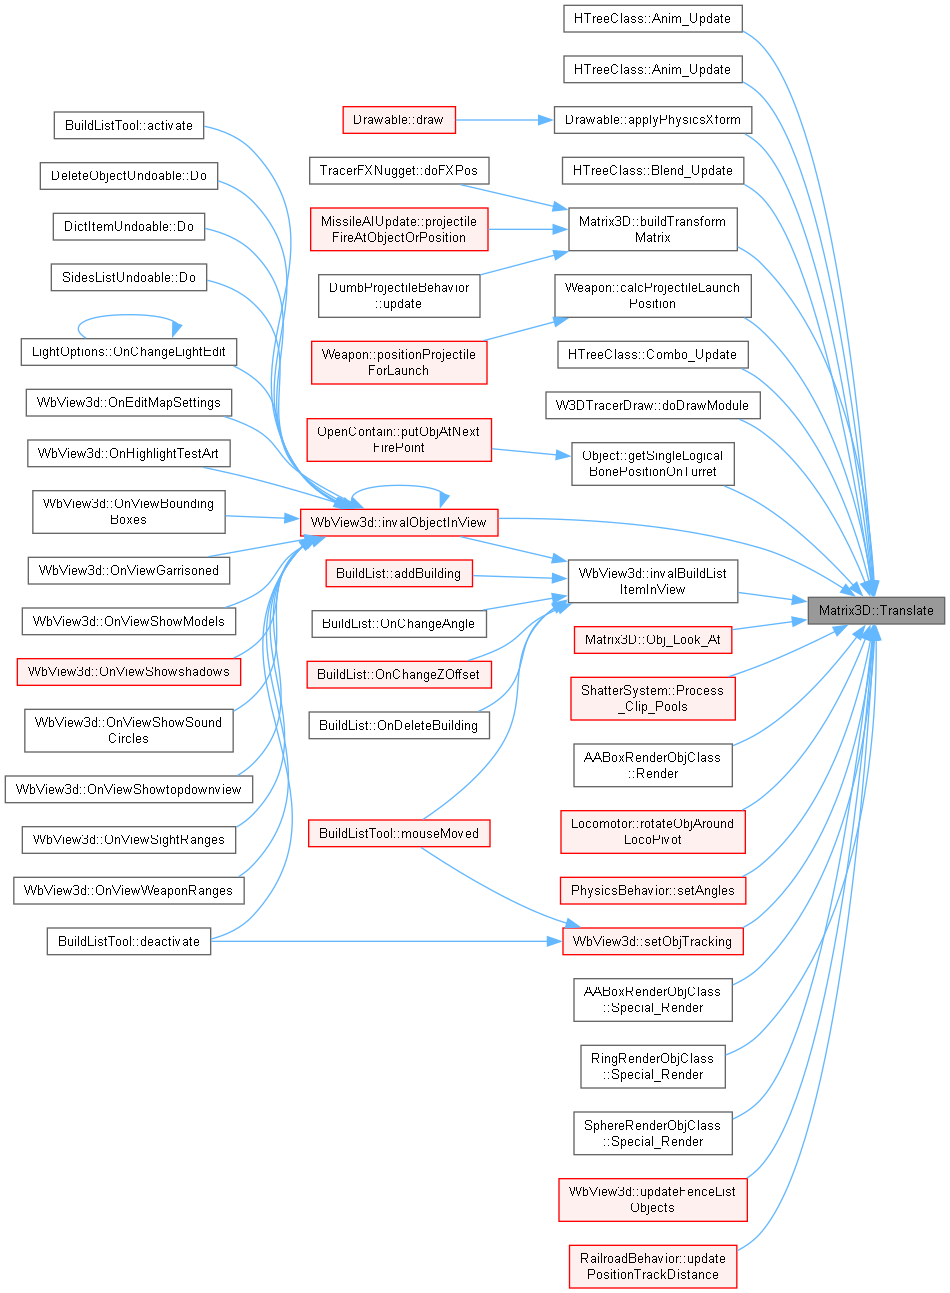 HTreeClass::Anim_Update
HTreeClass::Anim_Update
Drawable::draw
Drawable::applyPhysicsXform
BuildListTool::activate
TracerFXNugget::doFXPos
HTreeClass::Blend_Update
DeleteObjectUndoable::Do
MissileAIUpdate::projectile
FireAtObjectOrPosition
Matrix3D::buildTransform
Matrix
DictItemUndoable::Do
SidesListUndoable::Do
DumbProjectileBehavior
::update
Weapon::calcProjectileLaunch
Position
LightOptions::OnChangeLightEdit
Weapon::positionProjectile
ForLaunch
HTreeClass::Combo_Update
WbView3d::OnEditMapSettings
W3DTracerDraw::doDrawModule
OpenContain::putObjAtNext
FirePoint
WbView3d::OnHighlightTestArt
Object::getSingleLogical
BonePositionOnTurret
WbView3d::OnViewBounding
Boxes
WbView3d::invalObjectInView
WbView3d::OnViewGarrisoned
BuildList::addBuilding
WbView3d::invalBuildList
ItemInView
Matrix3D::Translate
WbView3d::OnViewShowModels
BuildList::OnChangeAngle
Matrix3D::Obj_Look_At
WbView3d::OnViewShowshadows
BuildList::OnChangeZOffset
ShatterSystem::Process
_Clip_Pools
WbView3d::OnViewShowSound
Circles
BuildList::OnDeleteBuilding
AABoxRenderObjClass
::Render
WbView3d::OnViewShowtopdownview
WbView3d::OnViewSightRanges
BuildListTool::mouseMoved
Locomotor::rotateObjAround
LocoPivot
WbView3d::OnViewWeaponRanges
PhysicsBehavior::setAngles
BuildListTool::deactivate
WbView3d::setObjTracking
AABoxRenderObjClass
::Special_Render
RingRenderObjClass
::Special_Render
SphereRenderObjClass
::Special_Render
WbView3d::updateFenceList
Objects
RailroadBehavior::update
PositionTrackDistance